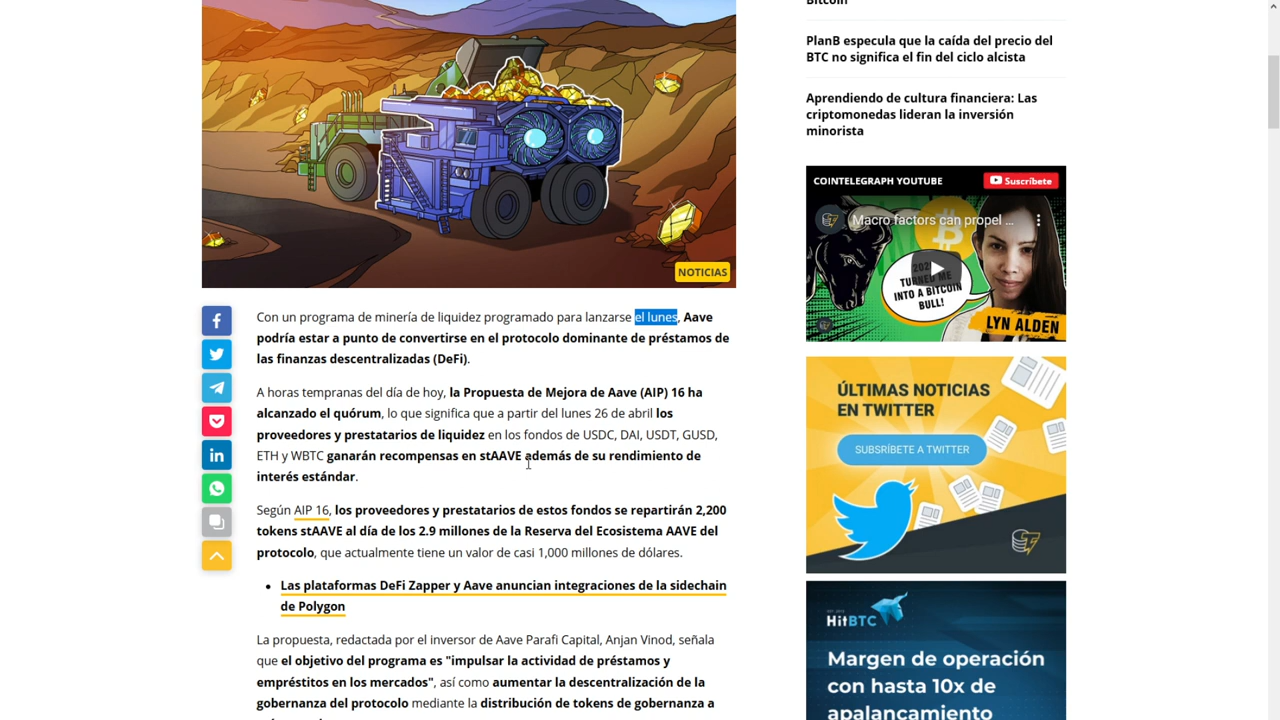 Bitcoin
PlanB especula que la caída del precio del
BTC no significa el fin del ciclo alcista
Aprendiendo de cultura financiera: Las
criptomonedas lideran la inversión
minorista
COINTELEGRAPH YOUTUBE
Suscríbete
Macro factors can propel ...
TURNED ME
INTO A BITCOIN
BULL!
LYN ALDEN
NOTICIAS
Con un programa de minería de liquidez programado para lanzarse el lunes, Aave
podría estar a punto de convertirse en el protocolo dominante de préstamos de
las finanzas descentralizadas (DeFi).
A horas tempranas del día de hoy, la Propuesta de Mejora de Aave (AIP) 16 ha
alcanzado el quórum, lo que significa que a partir del lunes 26 de abril los
proveedores y prestatarios de liquidez en los fondos de USDC, DAI, USDT, GUSD,
ETH y WBTC ganarán recompensas en stAAVE además de su rendimiento de
interés estándar.
Según AIP 16, los proveedores y prestatarios de estos fondos se repartirán 2,200
tokens stAAVE al día de los 2.9 millones de la Reserva del Ecosistema AAVE del
protocolo, que actualmente tiene un valor de casi 1,000 millones de dólares.
• Las plataformas DeFi Zapper y Aave anuncian integraciones de la sidechain
de Polygon
La propuesta, redactada por el inversor de Aave Parafi Capital, Anjan Vinod, señala
que el objetivo del programa es "impulsar la actividad de préstamos y
empréstitos en los mercados", así como aumentar la descentralización de la
gobernanza del protocolo mediante la distribución de tokens de gobernanza a
ÚLTIMAS NOTICIAS
EN TWITTER
SUBSRÍBETE A TWITTER
HitBTC
Margen de operación
con hasta 10x de
apalancamiento